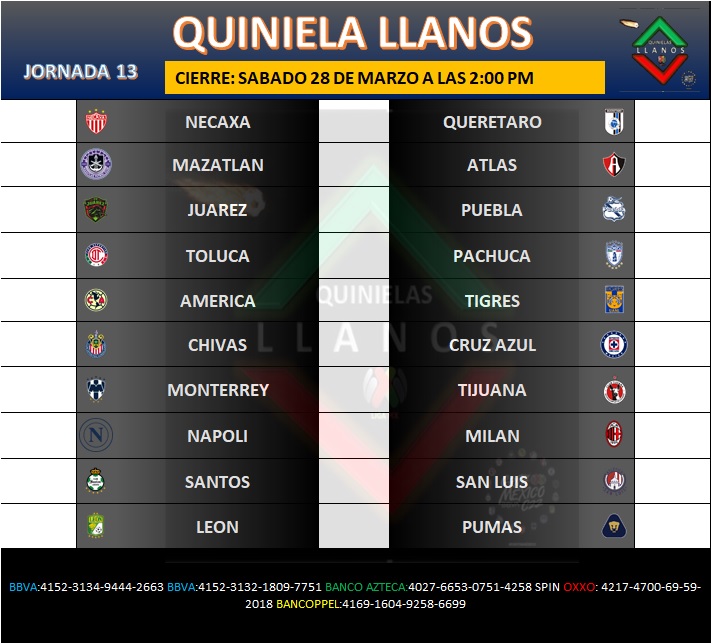 QUINIELA LLANOS
JORNADA 13
CIERRE: SABADO 28 DE MARZO A LAS 2:00 PM
QUINIELAS
LLANOS
NECAXA QUERETARO
MAZATLAN ATLAS
JUAREZ PUEBLA
TOLUCA PACHUCA
AMERICA TIGRES
QUINIELAS
CHIVAS CRUZ AZUL
LLANOS
MONTERREY TIJUANA
NAPOLI MILAN
SANTOS SAN LUIS
LEON PUMAS
BBVA:4152-3134-9444-2663 BBVA:4152-3132-1809-7751 BANCO AZTECA:4027-6653-0751-4258 SPIN OXXO: 4217-4700-69-59-
2018 BANCOPPEL:4169-1604-9258-6699